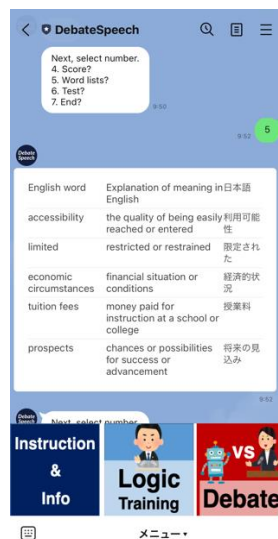 DebateSpeech
Next, select number.
4. Score?
5. Word lists?
6. Test?
7. End?
9:50
9:52
5
Debate
Speech
English word
Explanation of meaning in
English
日本語
accessibility
the quality of being easily
reached or entered
利用可能
性
limited
restricted or restrained
限定され
た
economic
circumstances
financial situation or
conditions
経済的状
況
tuition fees
money paid for
instruction at a school or
college
授業料
prospects
chances or possibilities
for success or
advancement
将来の見
込み
9:52
Debate
Next, select number.
Instruction
&
Info
Logic
Training
VS
Debate
メニュー▾